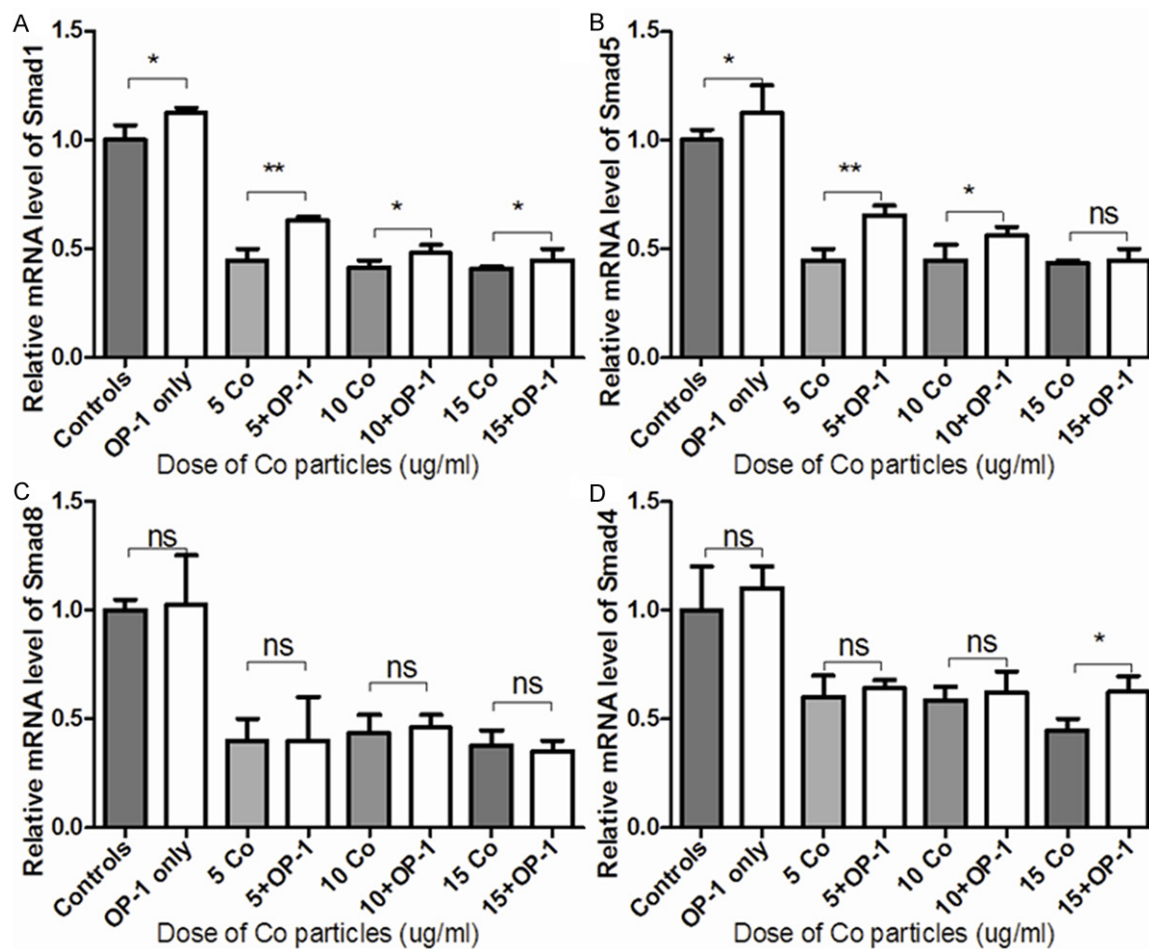 A
Relative mRNA level of Smad1
1.5
1.0
0.5
0.0
*
**
*
*
Controls
OP-1 only
5 Co
5+OP-1
10 Co
10+OP-1
15 Co
15+OP-1
Dose of Co particles (ug/ml)
B
Relative mRNA level of Smad5
1.5
1.0
0.5
0.0
*
**
*
ns
Controls
OP-1 only
5 Co
5+OP-1
10 Co
10+OP-1
15 Co
15+OP-1
Dose of Co particles (ug/ml)
C
Relative mRNA level of Smad8
1.5
1.0
0.5
0.0
ns
ns
ns
ns
Controls
OP-1 only
5 Co
5+OP-1
10 Co
10+OP-1
15 Co
15+OP-1
Dose of Co particles (ug/ml)
D
Relative mRNA level of Smad4
1.5
1.0
0.5
0.0
ns
ns
ns
*
Controls
OP-1 only
5 Co
5+OP-1
10 Co
10+OP-1
15 Co
15+OP-1
Dose of Co particles (ug/ml)